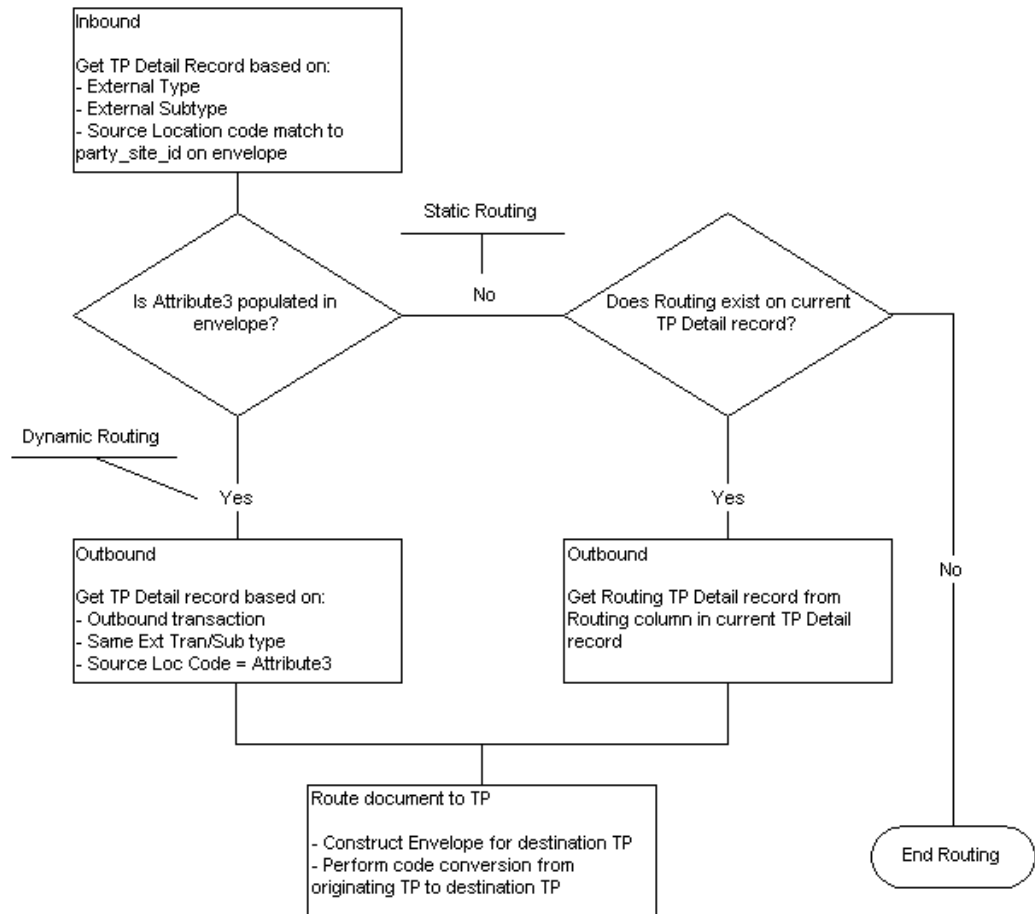 Inbound
Get TP Detail Record based on:
- External Type
- External Subtype
- Source Location code match to
party_site_id on envelope
Static Routing
Is Attribute3 populated in
envelope?
No
Does Routing exist on current
TP Detail record?
Dynamic Routing
Yes
Yes
Outbound
Get TP Detail record based on:
- Outbound transaction
- Same Ext Tran/Sub type
- Source Loc Code = Attribute3
Outbound
Get Routing TP Detail record from
Routing column in current TP Detail
record
No
Route document to TP
- Construct Envelope for destination TP
- Perform code conversion from
originating TP to destination TP
End Routing